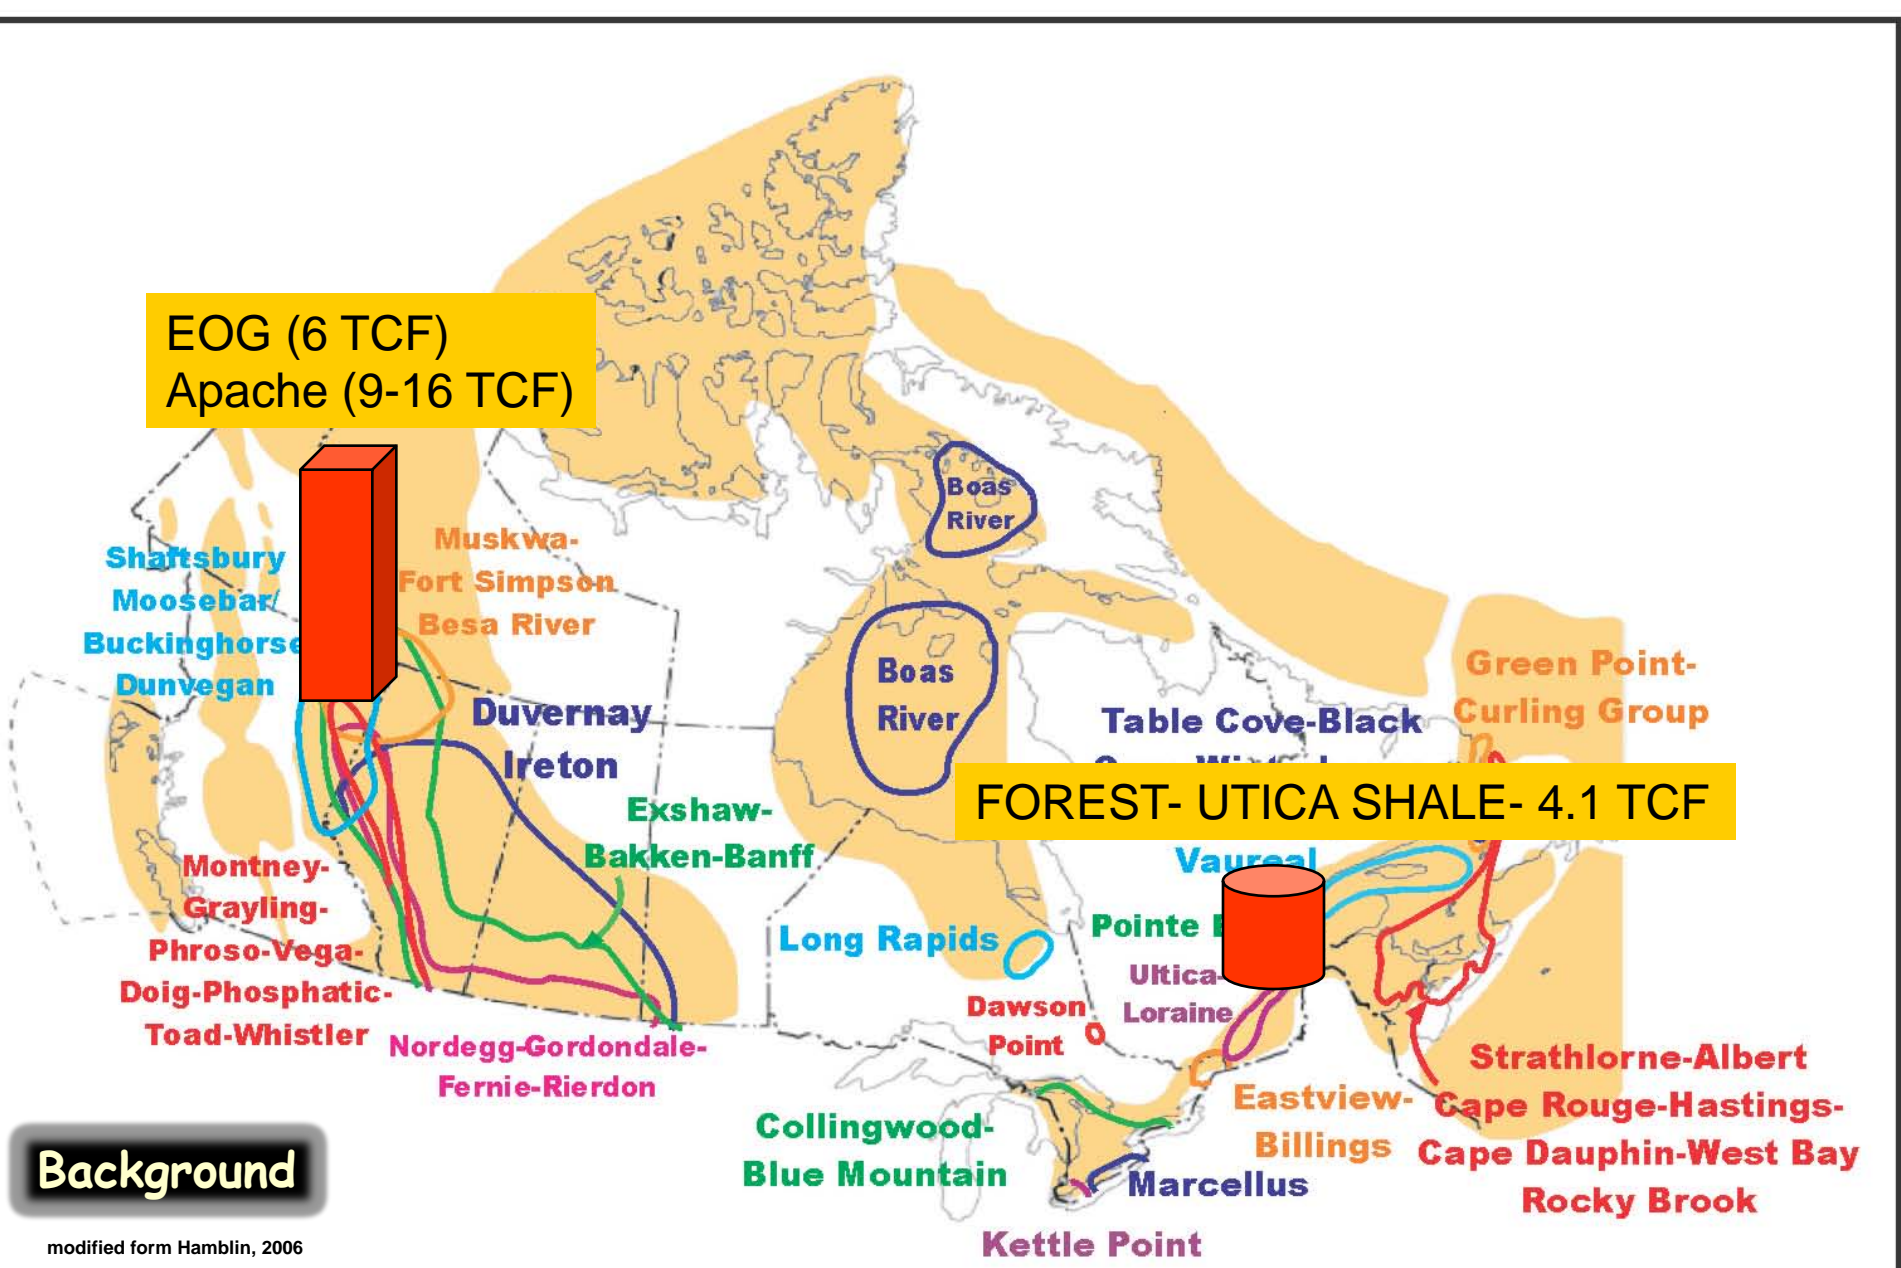 EOG (6 TCF)
Apache (9-16 TCF)
Boas
River
Shaftsbury
Moosebar/
Buckinghorse
Dunvegan
Muskwa-
Fort Simpson
Besa River
Boas
River
Green Point-
Curling Group
Duvernay
Ireton
Table Cove-Black
FOREST- UTICA SHALE- 4.1 TCF
Exshaw-
Bakken-Banff
Vaureal
Montney-
Grayling-
Phroso-Vega-
Doig-Phosphatic-
Toad-Whistler
Long Rapids
Pointe
Ultica-
Loraine
Dawson
Point
Nordegg-Gordondale-
Fernie-Rierdon
Strathlorne-Albert
Cape Rouge-Hastings-
Cape Dauphin-West Bay
Rocky Brook
Eastview-
Billings
Collingwood-
Blue Mountain
Marcellus
Kettle Point
Background
modified form Hamblin, 2006